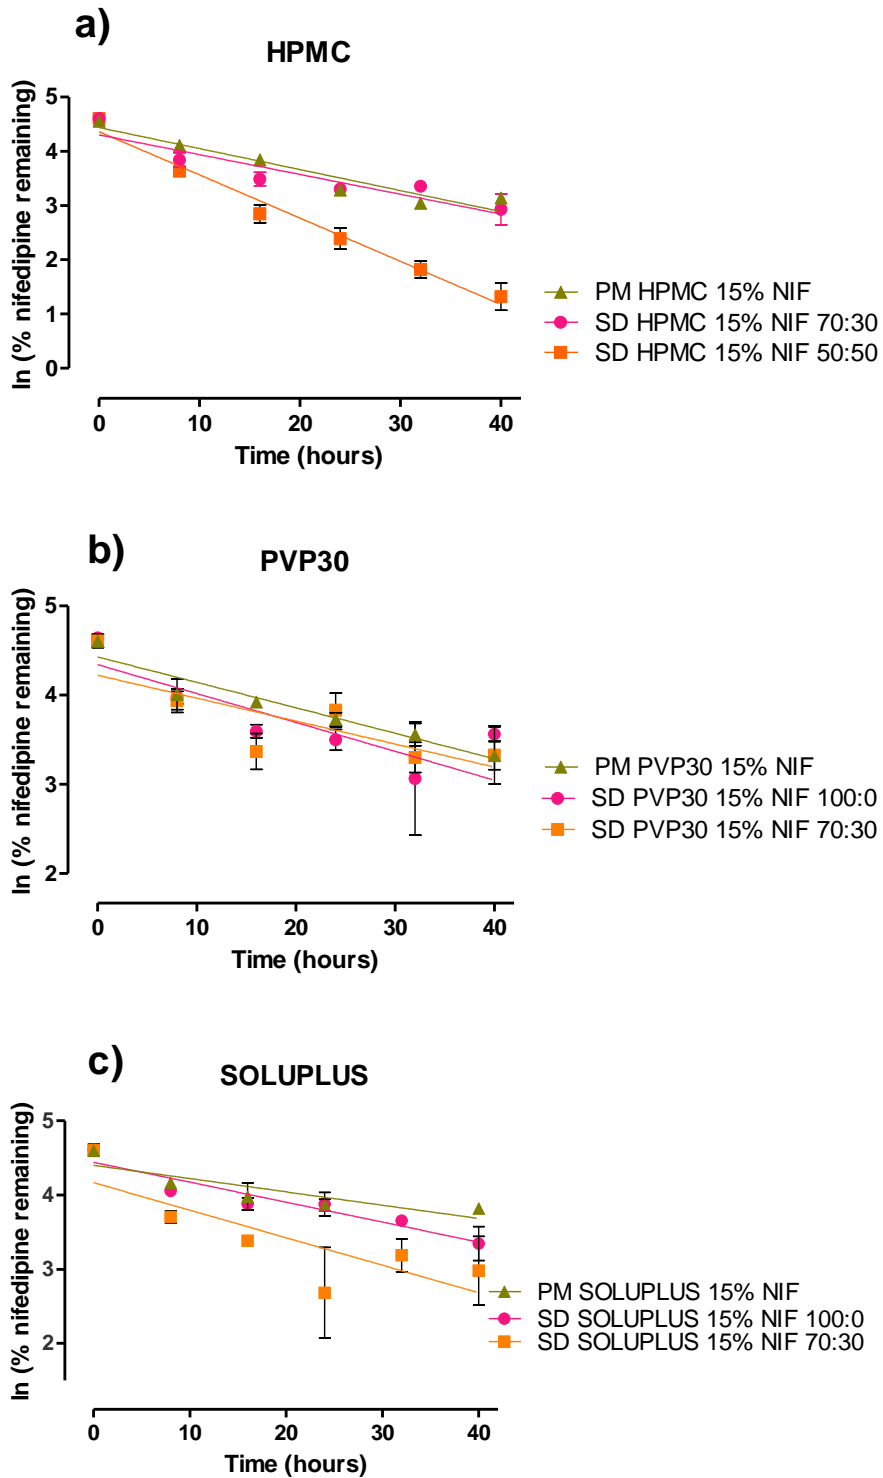 a)
HPMC
ln (% nifedipine remaining)
5
4
3
2
1
0
0 10 20 30 40
Time (hours)
PM HPMC 15% NIF
SD HPMC 15% NIF 70:30
SD HPMC 15% NIF 50:50
b)
PVP30
ln (% nifedipine remaining)
5
4
3
2
0 10 20 30 40
Time (hours)
PM PVP30 15% NIF
SD PVP30 15% NIF 100:0
SD PVP30 15% NIF 70:30
c)
SOLUPLUS
ln (% nifedipine remaining)
5
4
3
2
0 10 20 30 40
Time (hours)
PM SOLUPLUS 15% NIF
SD SOLUPLUS 15% NIF 100:0
SD SOLUPLUS 15% NIF 70:30